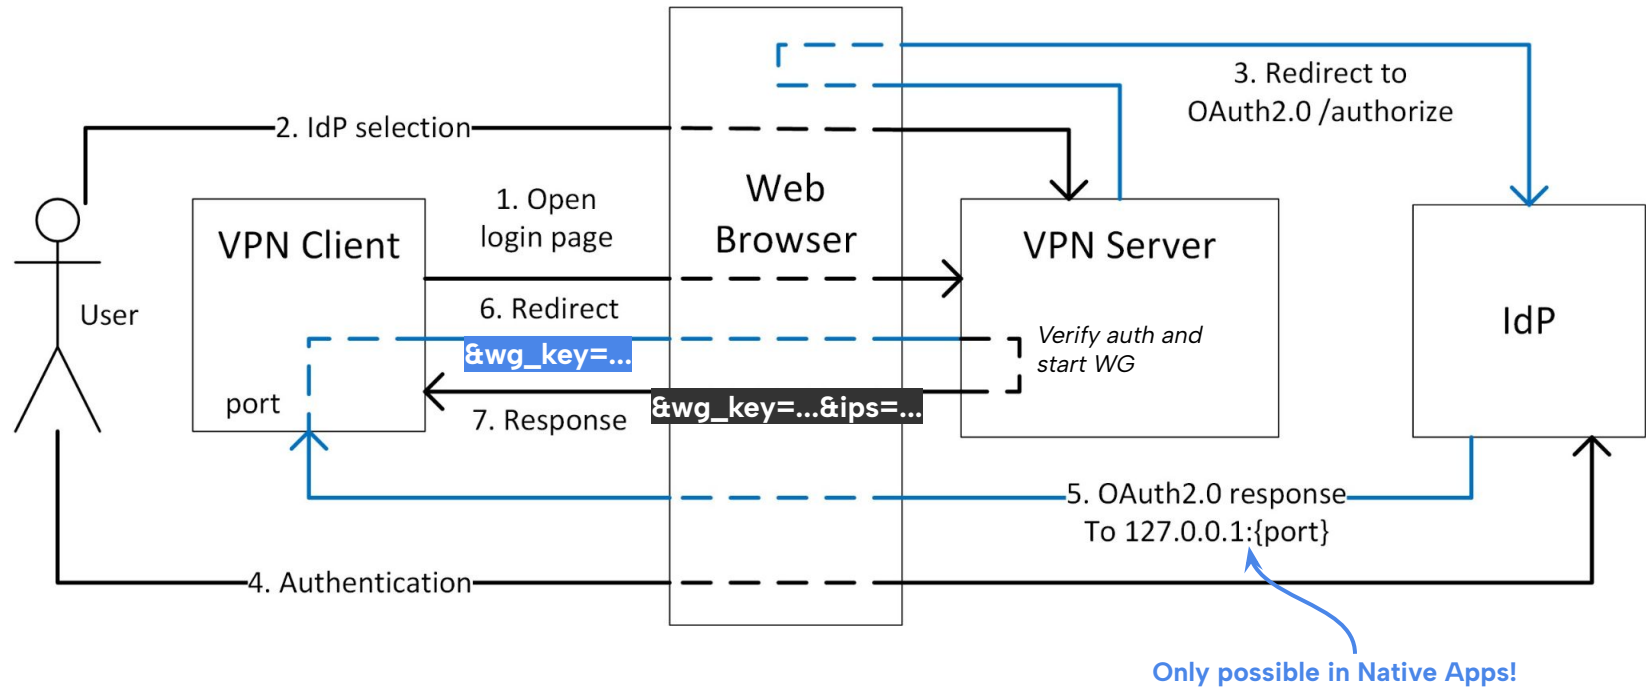 3. Redirect to
OAuth2.0 /authorize
2. IdP selection
Web
Browser
1. Open
login page
VPN Client
VPN Server
User
IdP
6. Redirect
&wg_key=...
Verify auth and
start WG
port
&wg_key=...&ips=...
7. Response
5. OAuth2.0 response
To 127.0.0.1:{port}
4. Authentication
Only possible in Native Apps!